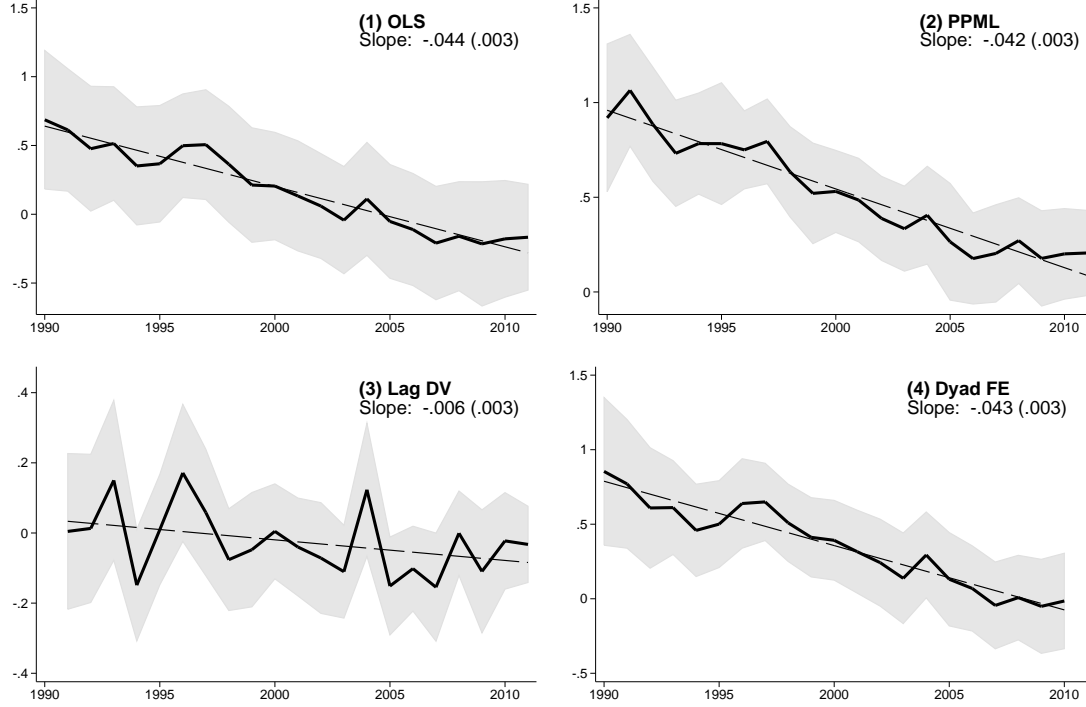 (1) OLS
Slope: -.044 (.003)
1.5
1
.5
0
-.5
1990 1995 2000 2005 2010
(2) PPML
Slope: -.042 (.003)
1.5
1
.5
0
1990 1995 2000 2005 2010
(3) Lag DV
Slope: -.006 (.003)
.4
.2
.0
-.2
-.4
1990 1995 2000 2005 2010
(4) Dyad FE
Slope: -.043 (.003)
1.5
1
.5
0
-.5
1990 1995 2000 2005 2010